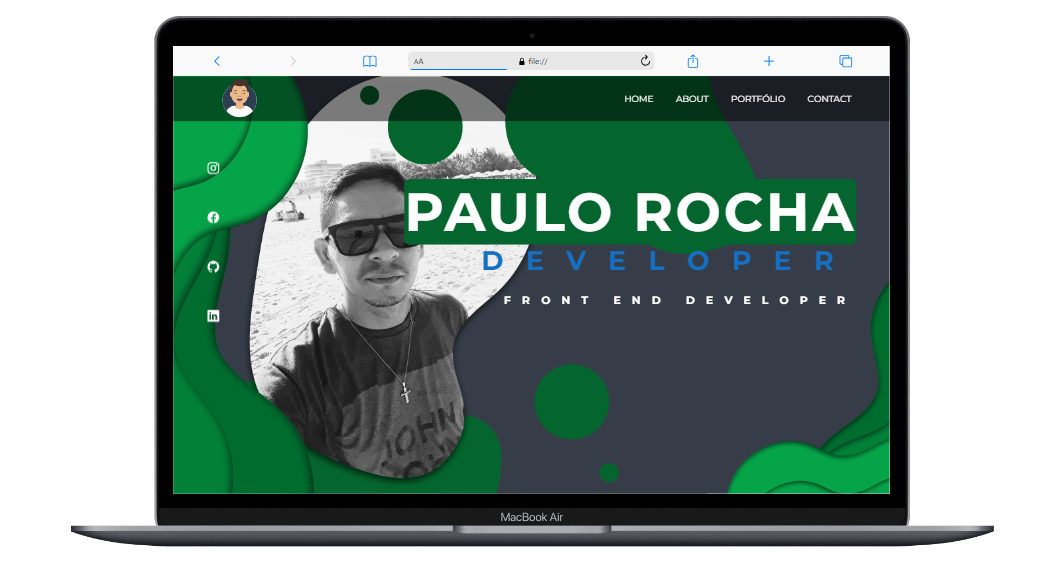 AA
file://
HOME ABOUT PORTFÓLIO CONTACT
PAULO ROCHA
DEVELOPER
FRONT END DEVELOPER
JOHN
MacBook Air